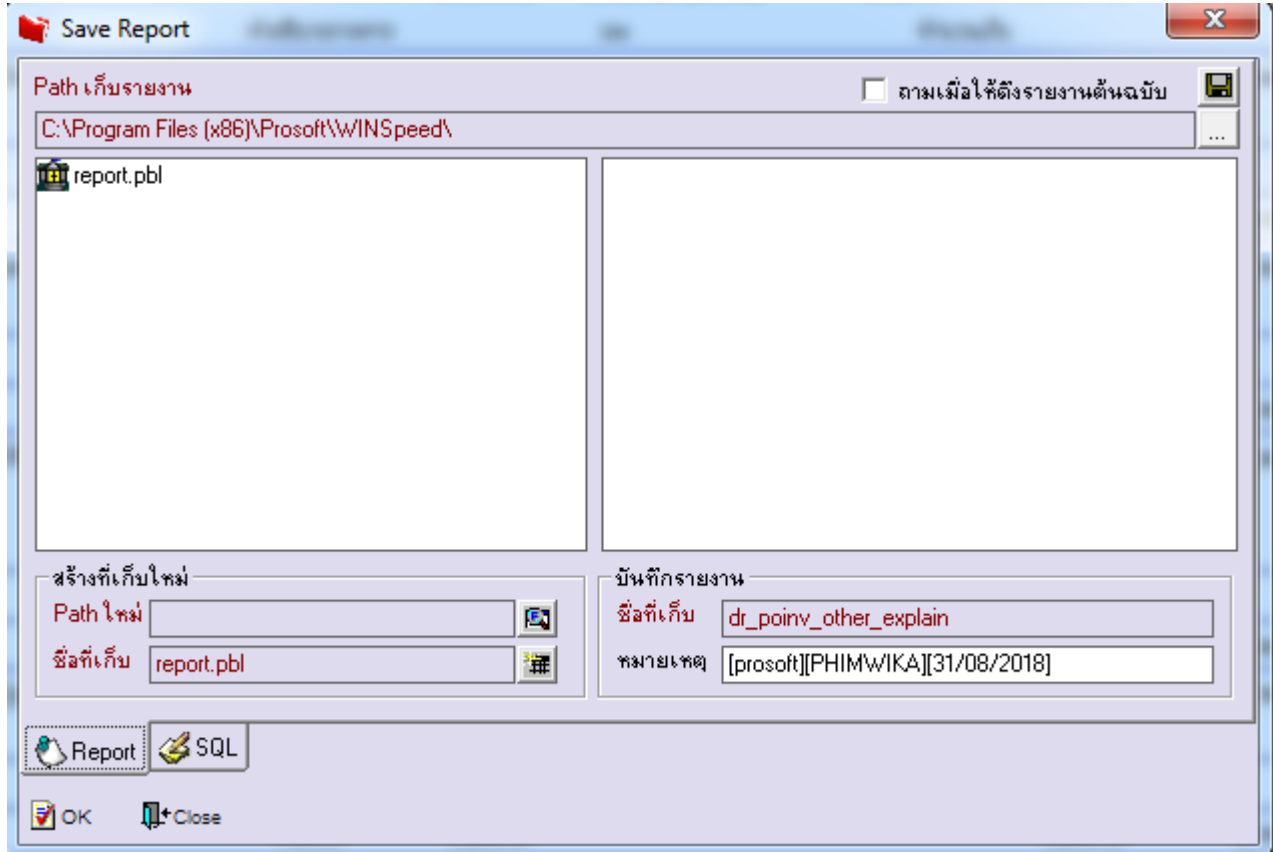 Save Report
Path เก็บรายงาน
ถามเมื่อให้ดึงรายงานต้นฉบับ
C:\Program Files (x86)\Prosoft\WINSpeed\
...
report.pbl
สร้างที่เก็บใหม่
Path ใหม่
ชื่อที่เก็บ report.pbl
บันทึกรายงาน
ชื่อที่เก็บ dr_poinv_other_explain
หมายเหตุ [prosoft][PHIMWIKA][31/08/2018]
Report SQL
OK Close